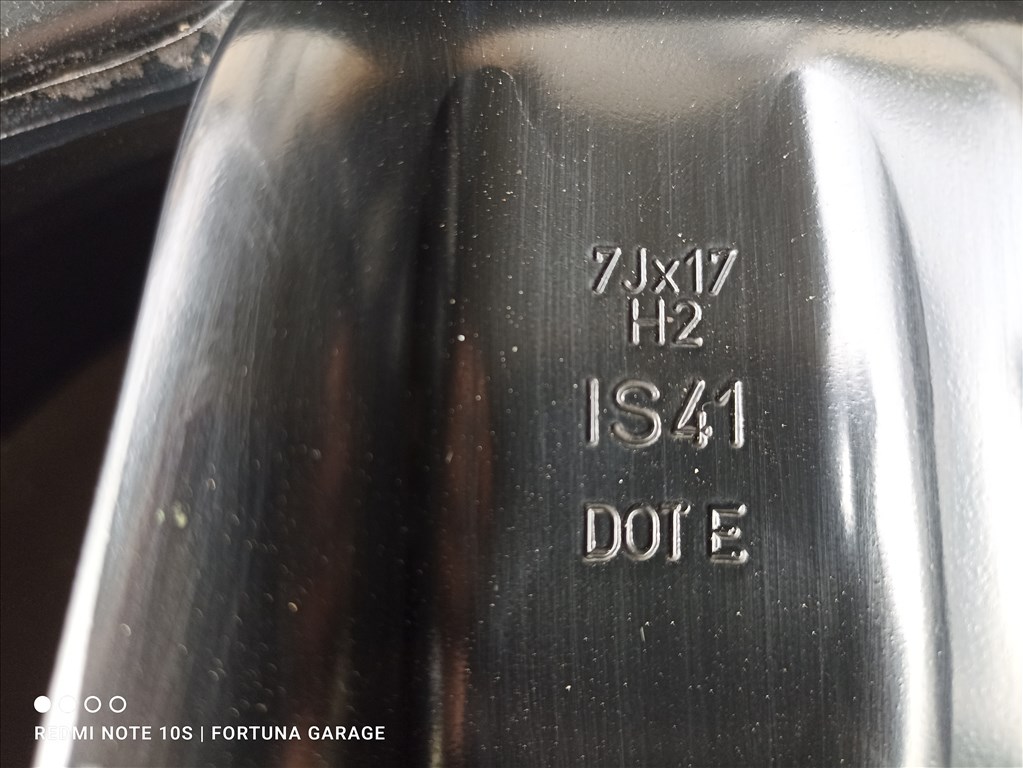 7Jx17
H2
IS41
DOT E
REDMI NOTE 10S | FORTUNA GARAGE